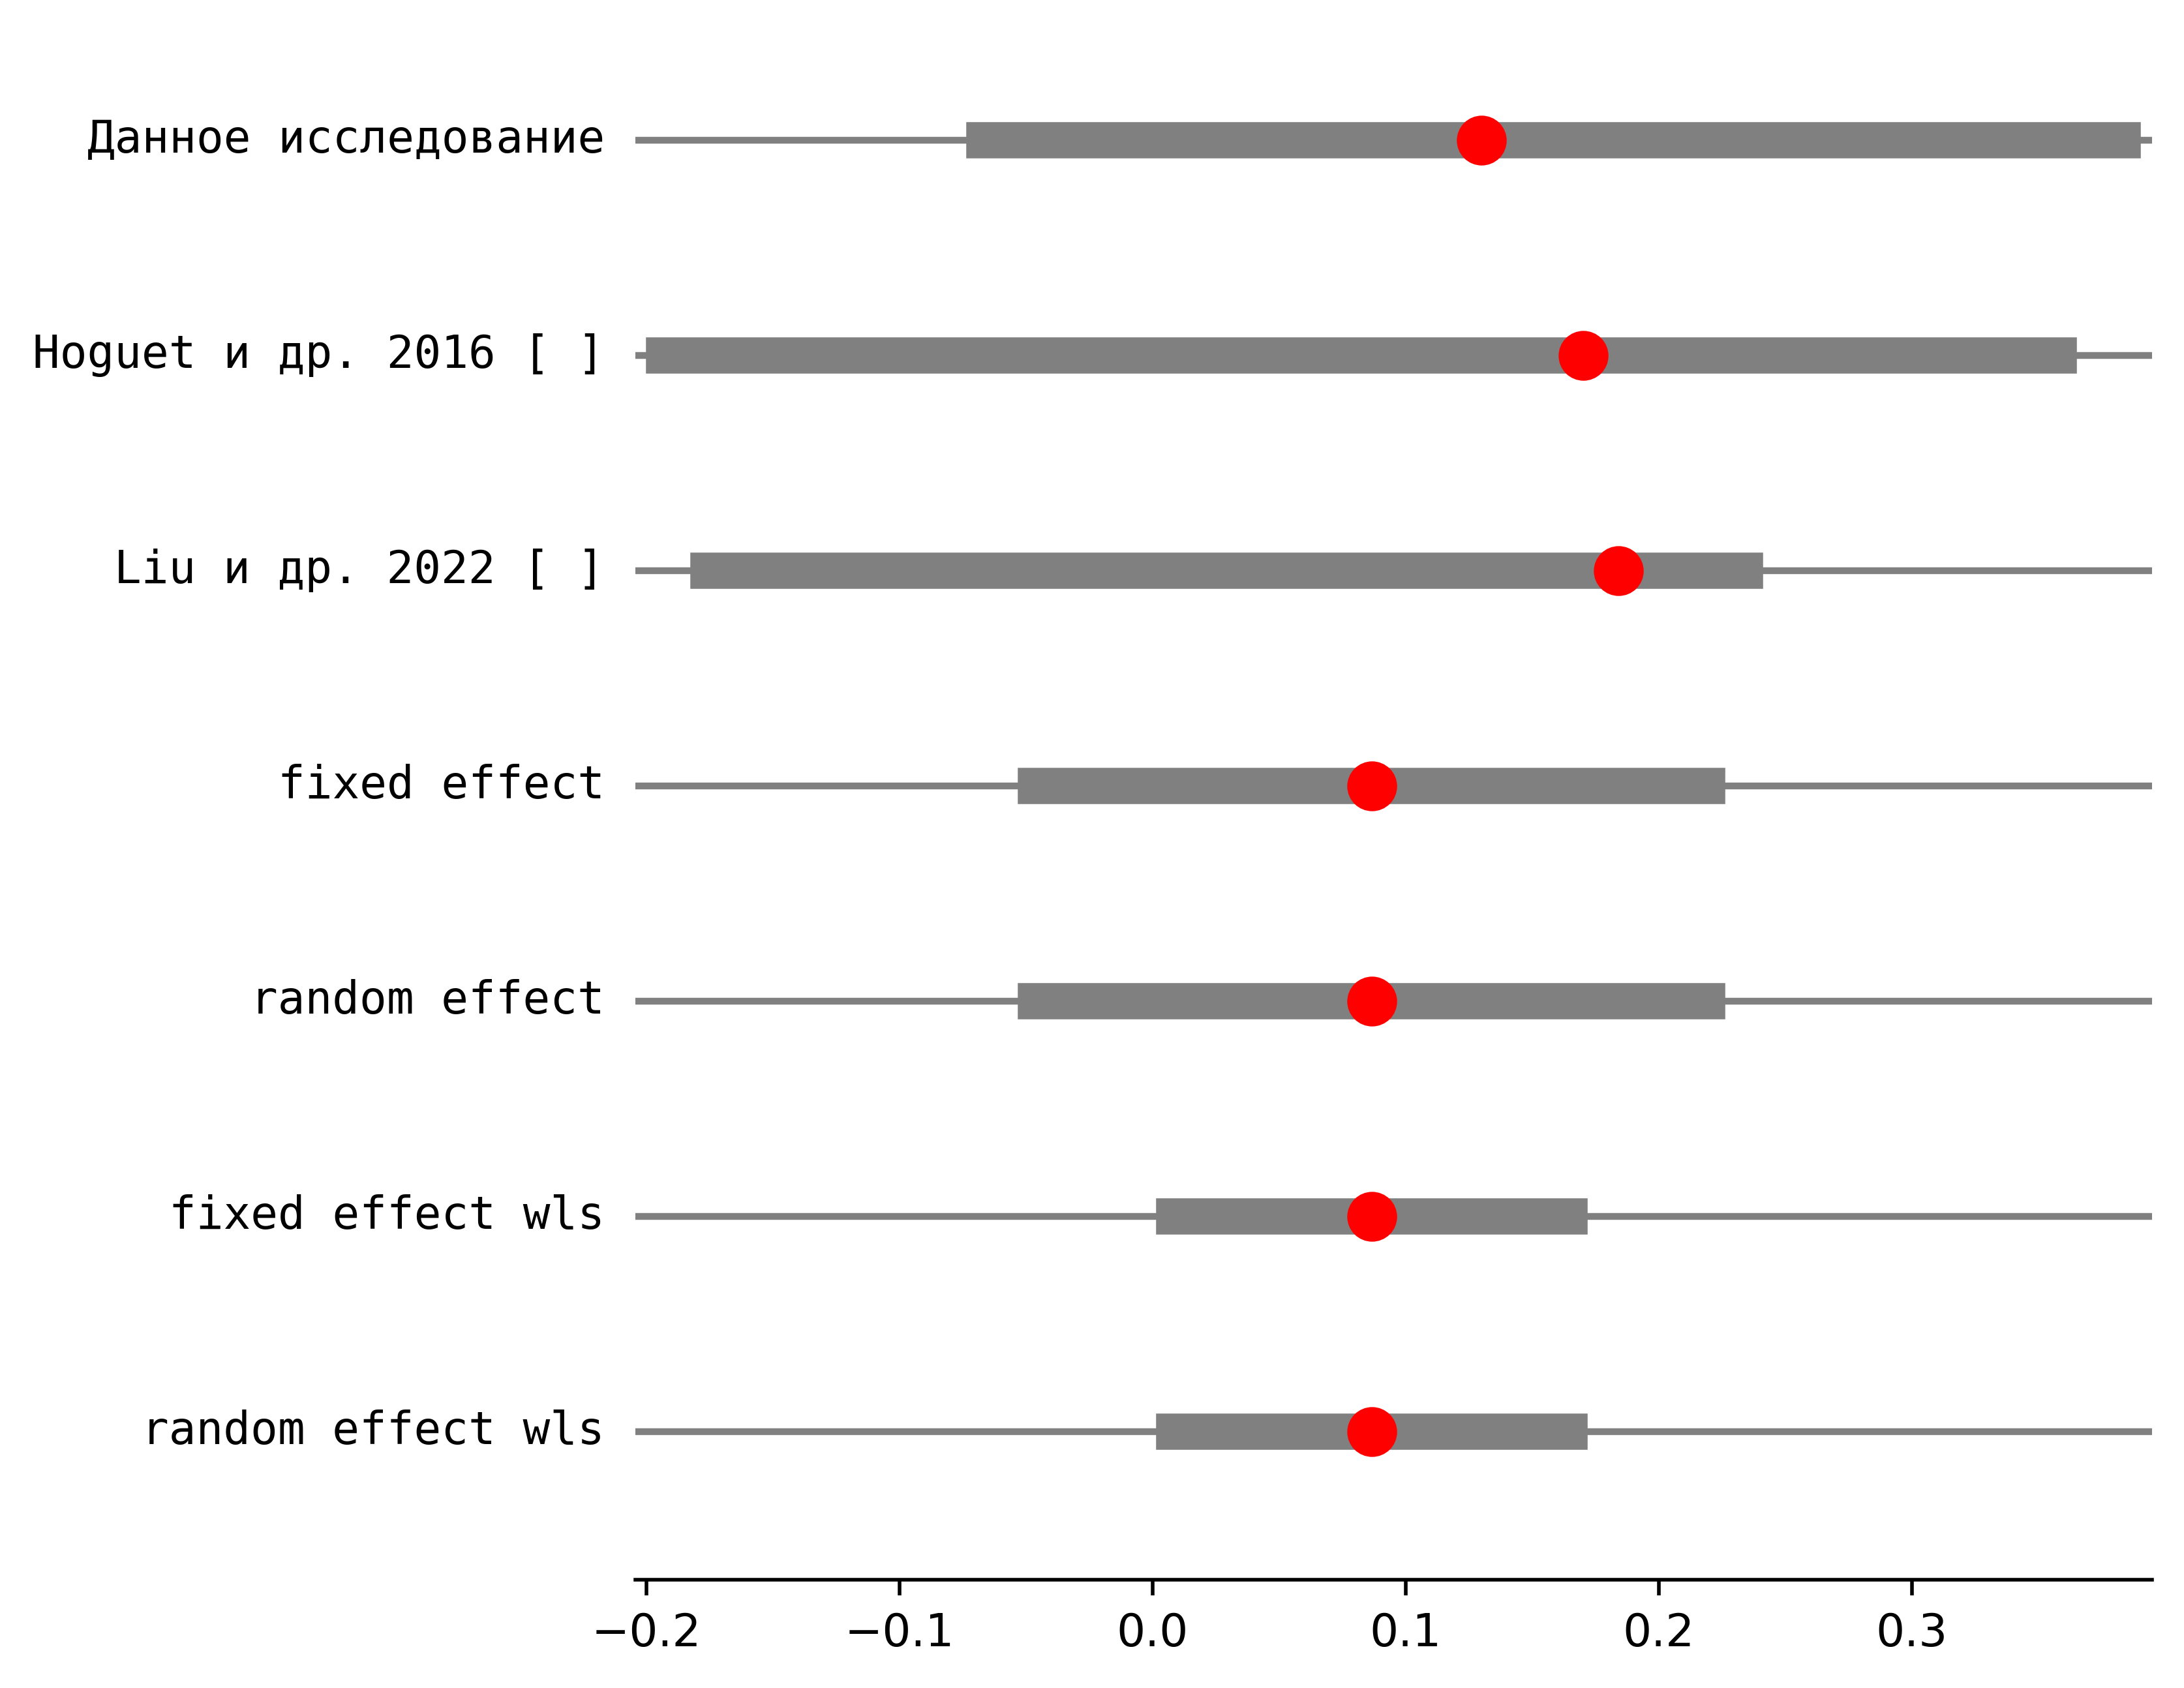 Данное исследование
Hoguet и др. 2016 [ ]
Liu и др. 2022 [ ]
fixed effect
random effect
fixed effect wls
random effect wls
−0.2 −0.1 0.0 0.1 0.2 0.3